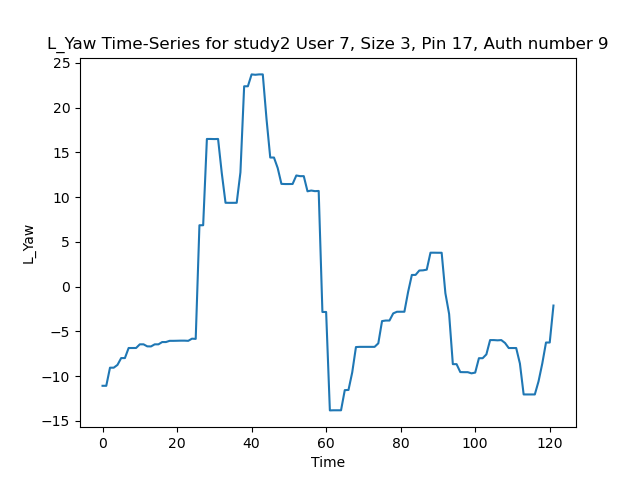 L_Yaw Time-Series for study2 User 7, Size 3, Pin 17, Auth number 9
25
20
15
10
5
0
−5
−10
−15
L_Yaw
0 20 40 60 80 100 120
Time